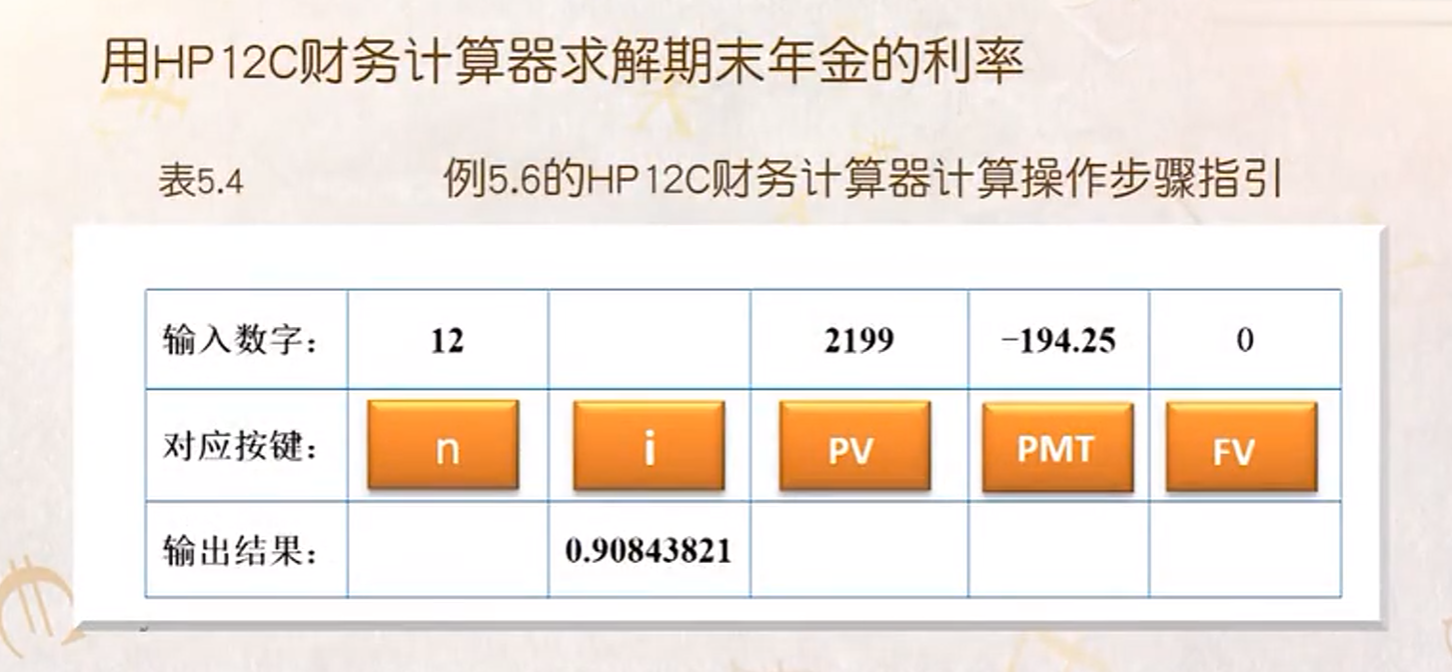 用HP12C财务计算器求解期末年金的利率
表5.4 例5.6的HP12C财务计算器计算操作步骤指引
输入数字： 12 2199 −194.25 0
对应按键： n i PV PMT FV
输出结果： 0.90843821